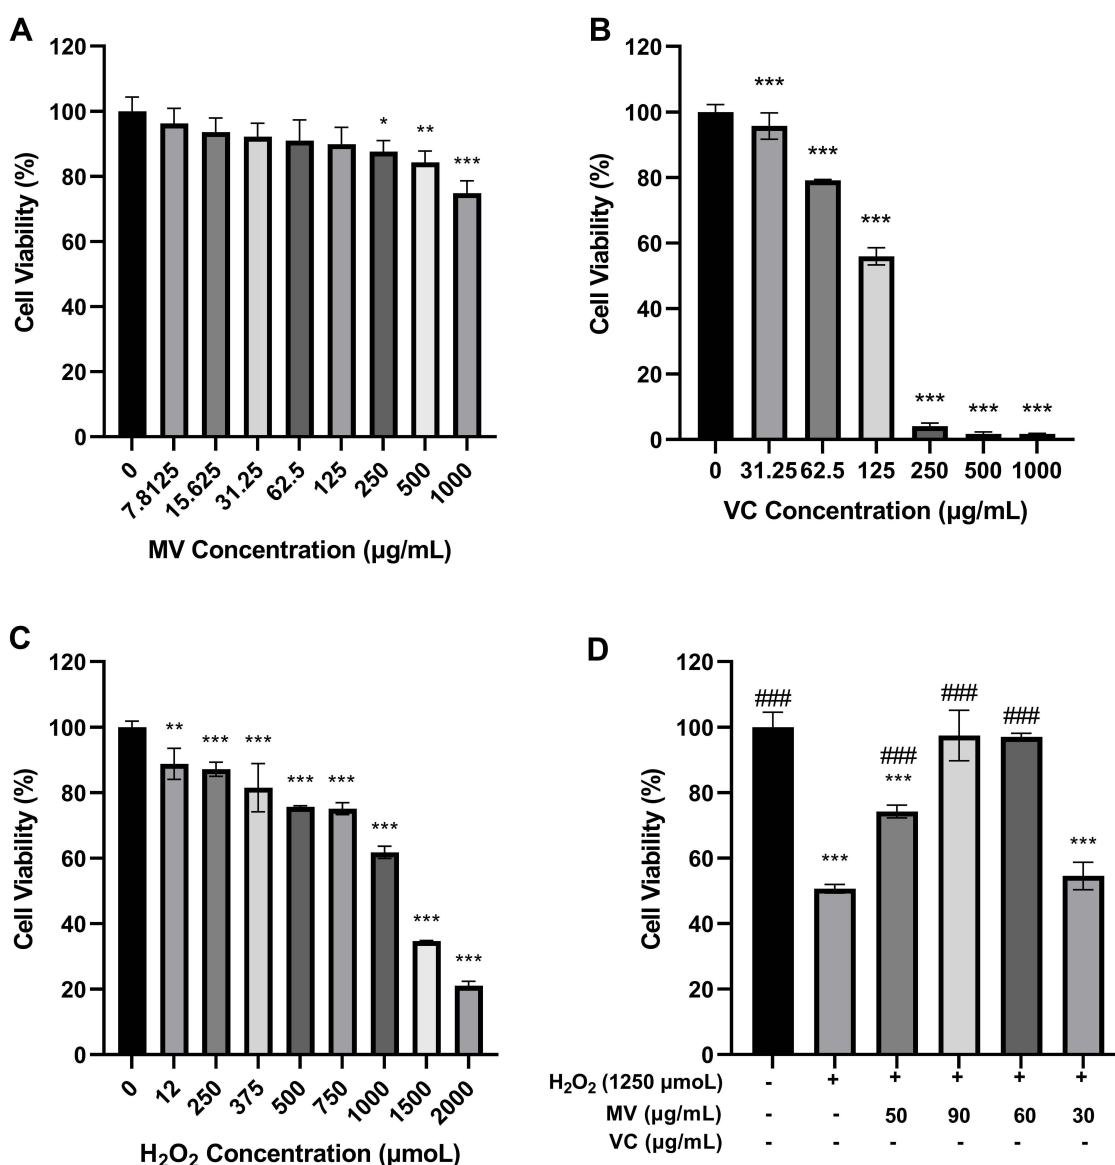 A
120
100
80
60
40
20
0
Cell Viability (%)
* ** ***
0 7.8125 15.625 31.25 62.5 125 250 500 1000
MV Concentration (µg/mL)
B
120
100
80
60
40
20
0
Cell Viability (%)
*** *** *** *** *** ***
0 31.25 62.5 125 250 500 1000
VC Concentration (µg/mL)
C
120
100
80
60
40
20
0
Cell Viability (%)
** *** *** *** *** *** *** ***
0 12 250 375 500 750 1000 1500 2000
H₂O₂ Concentration (µmoL)
D
120
100
80
60
40
20
0
Cell Viability (%)
### *** ### *** ### ### ***
H₂O₂ (1250 µmoL) - + + + + +
MV (µg/mL) - - 50 90 60 30
VC (µg/mL) - - - - - -